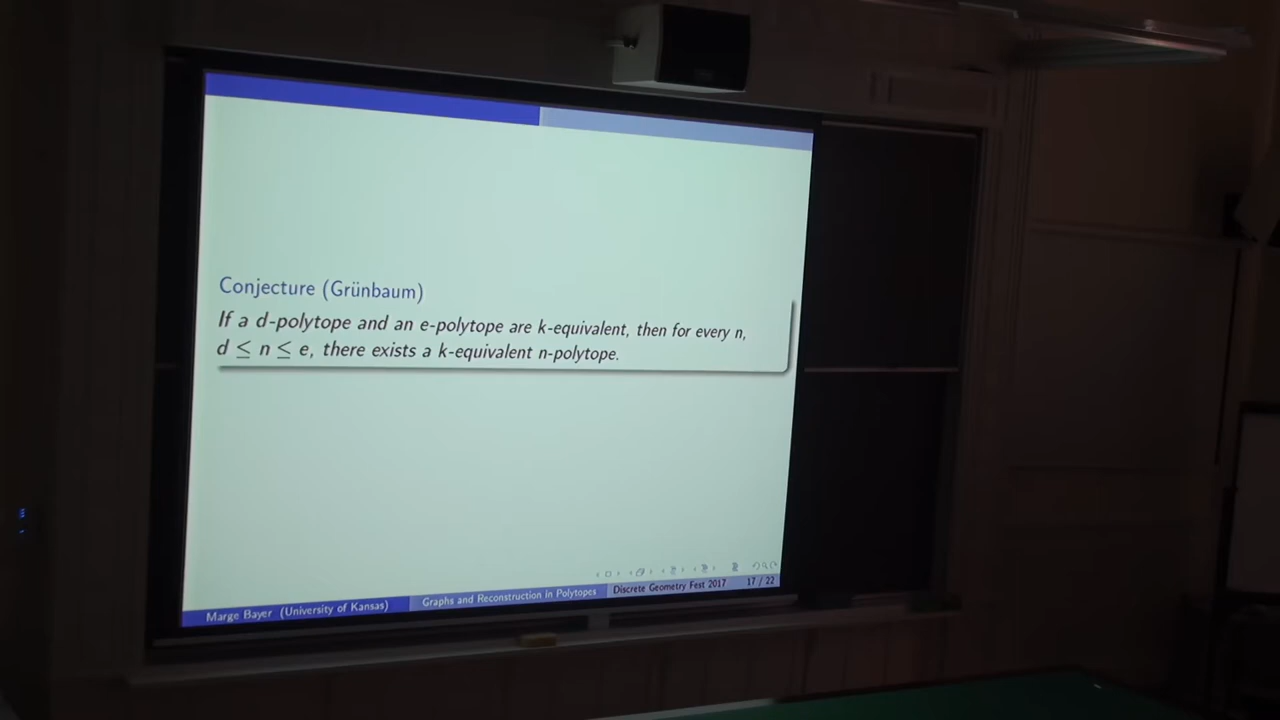 Conjecture (Grünbaum)
If a d-polytope and an e-polytope are k-equivalent, then for every n,
d ≤ n ≤ e, there exists a k-equivalent n-polytope.
Marge Bayer (University of Kansas) Graphs and Reconstruction in Polytopes Discrete Geometry Fest 2017 17 / 22